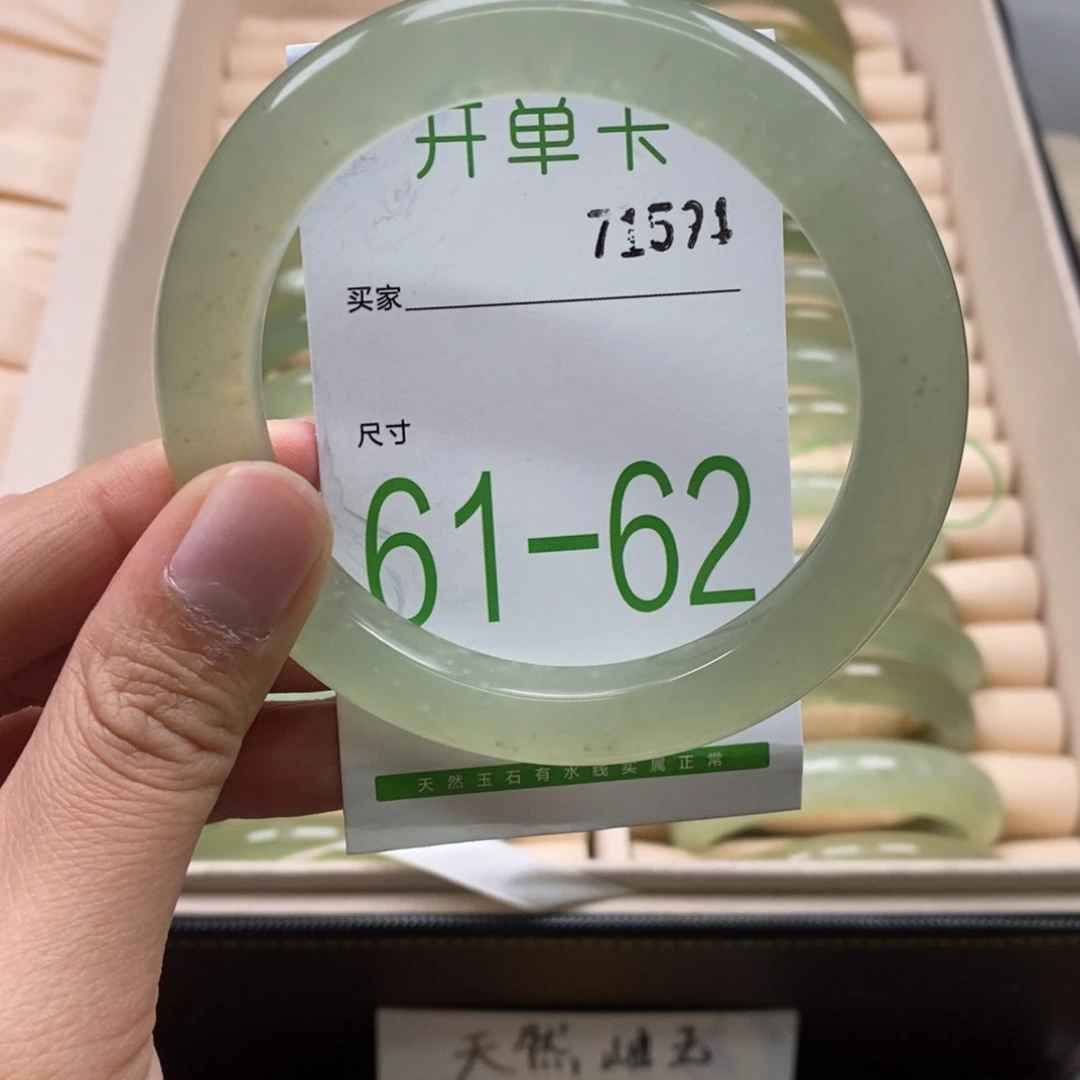 开单卡
71591
买家
尺寸
61-62
天然玉石有水线实属正常
天然岫玉